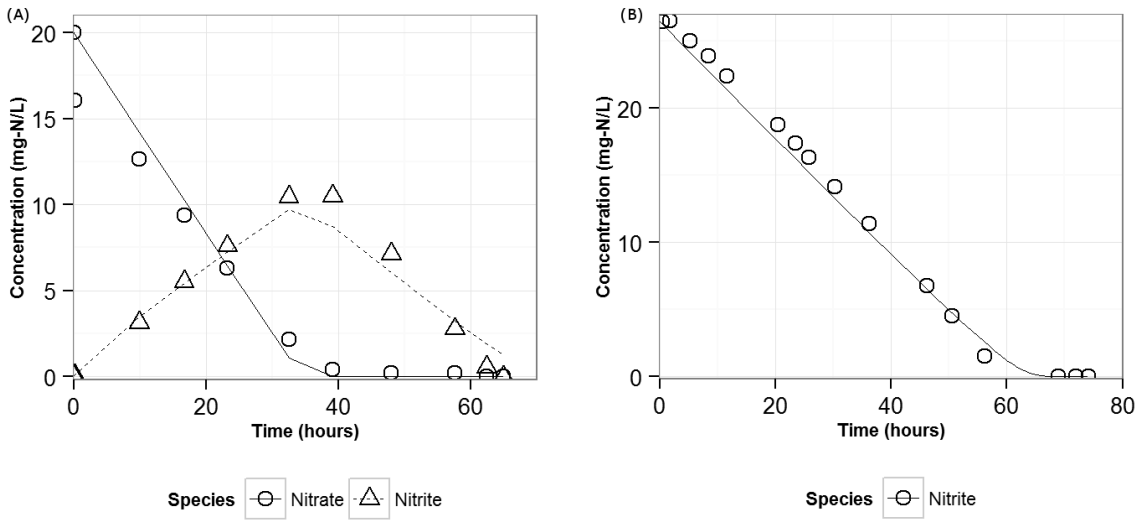 (A)
Concentration (mg-N/L)
20
15
10
5
0
0 20 40 60
Time (hours)
Species Nitrate Nitrite
(B)
Concentration (mg-N/L)
20
10
0
0 20 40 60 80
Time (hours)
Species Nitrite